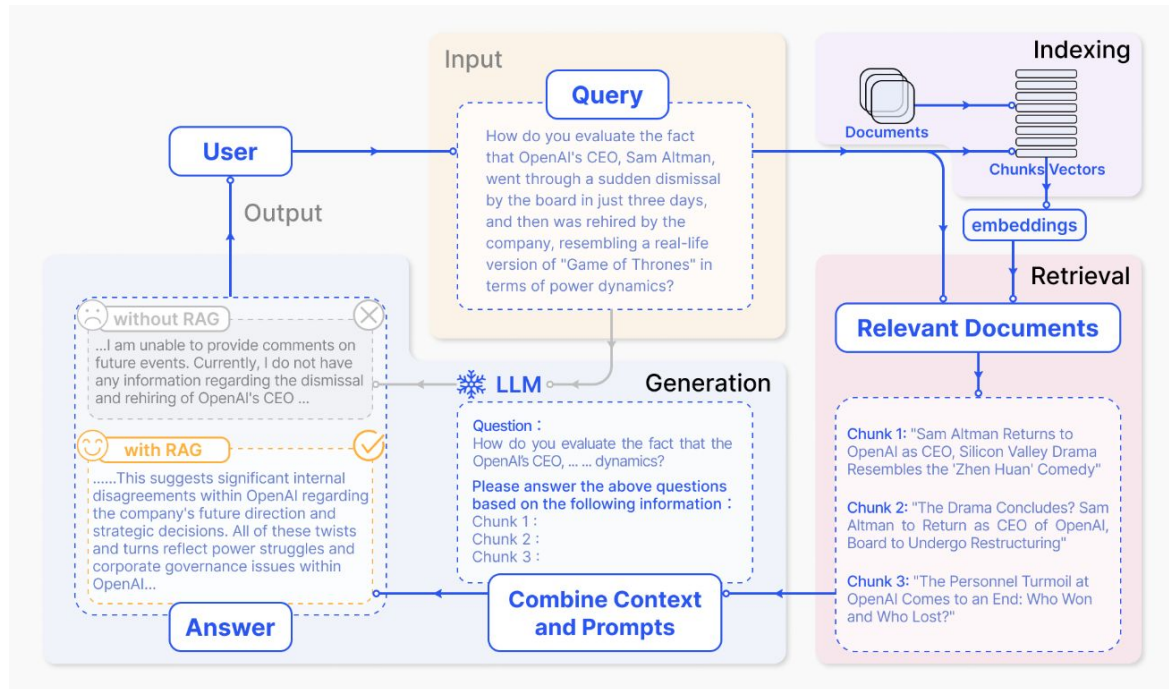 Input
Indexing
Query
Documents
Chunks Vectors
embeddings
User
Output
How do you evaluate the fact
that OpenAI's CEO, Sam Altman,
went through a sudden dismissal
by the board in just three days,
and then was rehired by the
company, resembling a real-life
version of "Game of Thrones" in
terms of power dynamics?
Retrieval
Relevant Documents
Chunk 1: "Sam Altman Returns to
OpenAI as CEO, Silicon Valley Drama
Resembles the 'Zhen Huan' Comedy"
Chunk 2: "The Drama Concludes? Sam
Altman to Return as CEO of OpenAI,
Board to Undergo Restructuring"
Chunk 3: "The Personnel Turmoil at
OpenAI Comes to an End: Who Won
and Who Lost?"
LLM
Generation
Question :
How do you evaluate the fact that the
OpenAI's CEO, ... ... dynamics?
Please answer the above questions
based on the following information :
Chunk 1 :
Chunk 2 :
Chunk 3 :
Combine Context
and Prompts
without RAG
...I am unable to provide comments on
future events. Currently, I do not have
any information regarding the dismissal
and rehiring of OpenAI's CEO ...
with RAG
......This suggests significant internal
disagreements within OpenAI regarding
the company's future direction and
strategic decisions. All of these twists
and turns reflect power struggles and
corporate governance issues within
OpenAI...
Answer